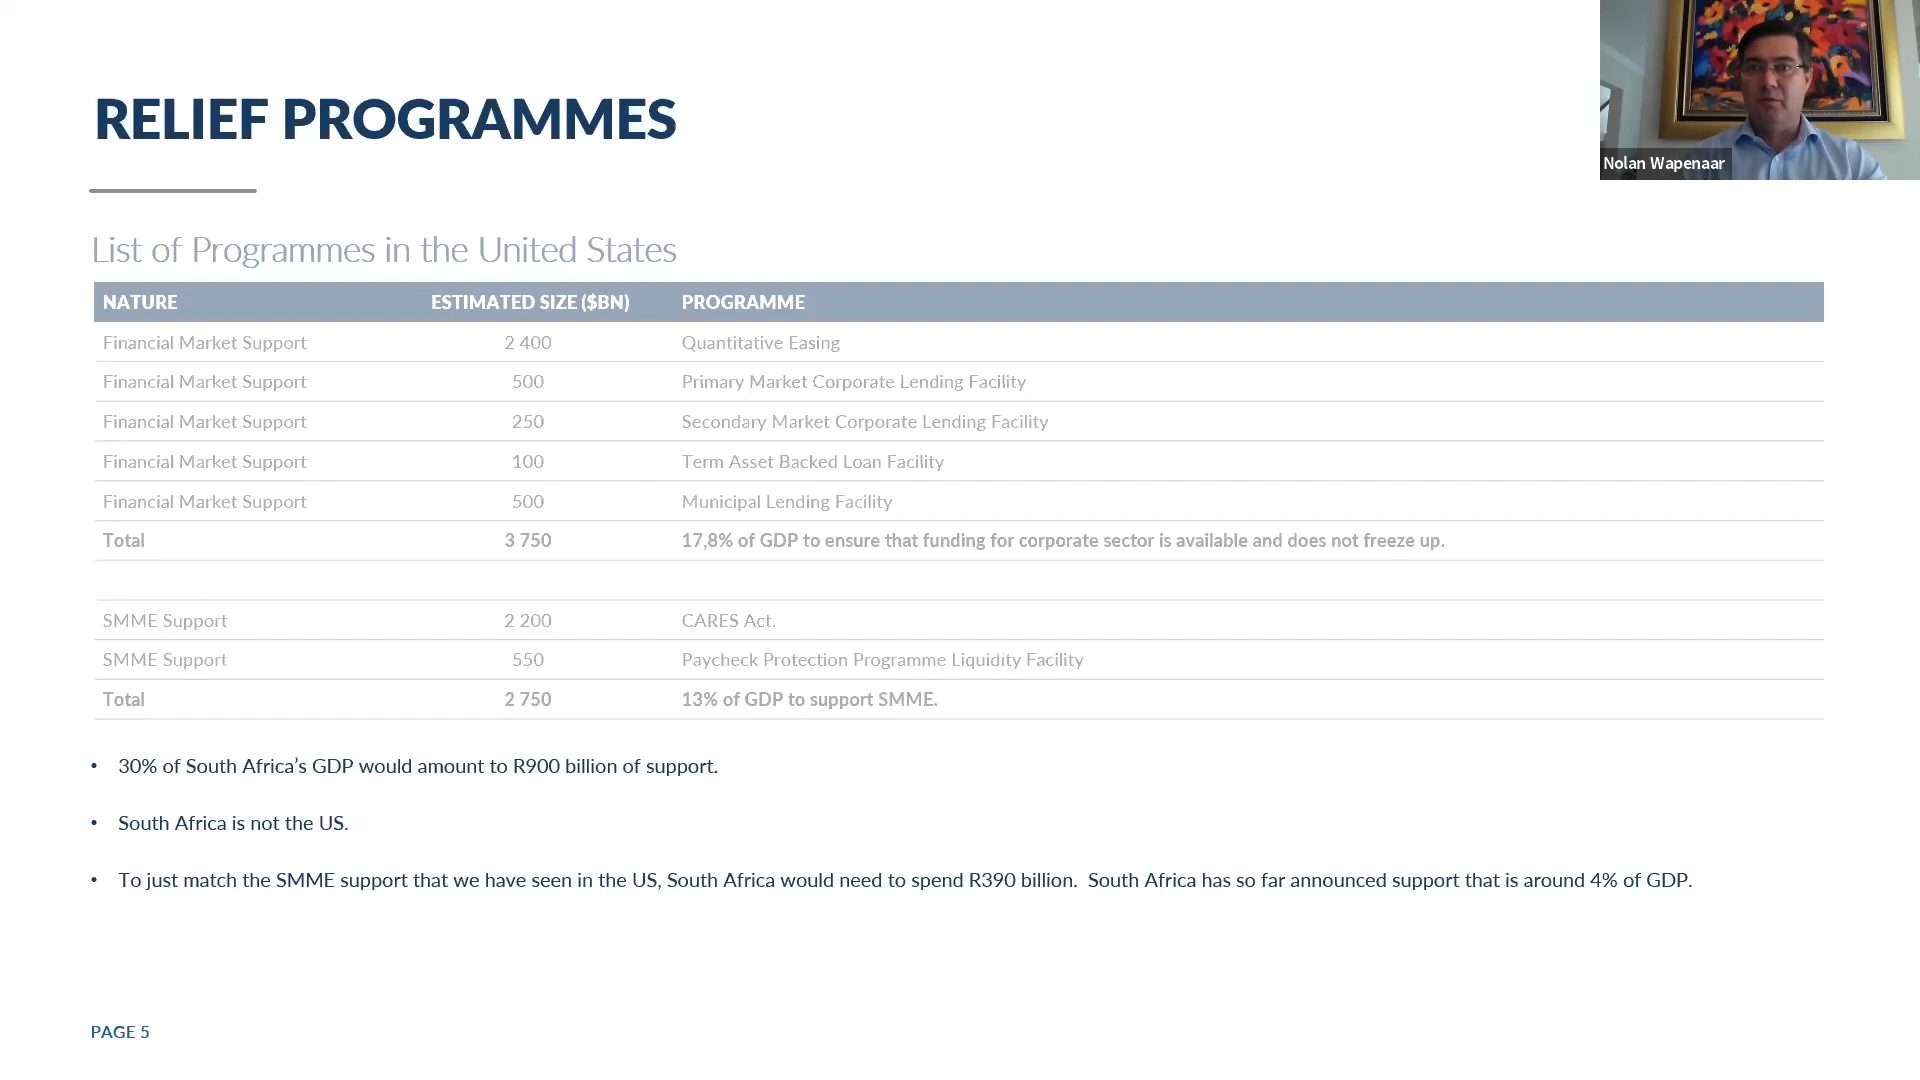 RELIEF PROGRAMMES
Nolan Wapenaar
List of Programmes in the United States
NATURE ESTIMATED SIZE ($BN) PROGRAMME
Financial Market Support 2 400 Quantitative Easing
Financial Market Support 500 Primary Market Corporate Lending Facility
Financial Market Support 250 Secondary Market Corporate Lending Facility
Financial Market Support 100 Term Asset Backed Loan Facility
Financial Market Support 500 Municipal Lending Facility
Total 3 750 17,8% of GDP to ensure that funding for corporate sector is available and does not freeze up.
SMME Support 2 200 CARES Act.
SMME Support 550 Paycheck Protection Programme Liquidity Facility
Total 2 750 13% of GDP to support SMME.
• 30% of South Africa’s GDP would amount to R900 billion of support.
• South Africa is not the US.
• To just match the SMME support that we have seen in the US, South Africa would need to spend R390 billion.  South Africa has so far announced support that is around 4% of GDP.
PAGE 5